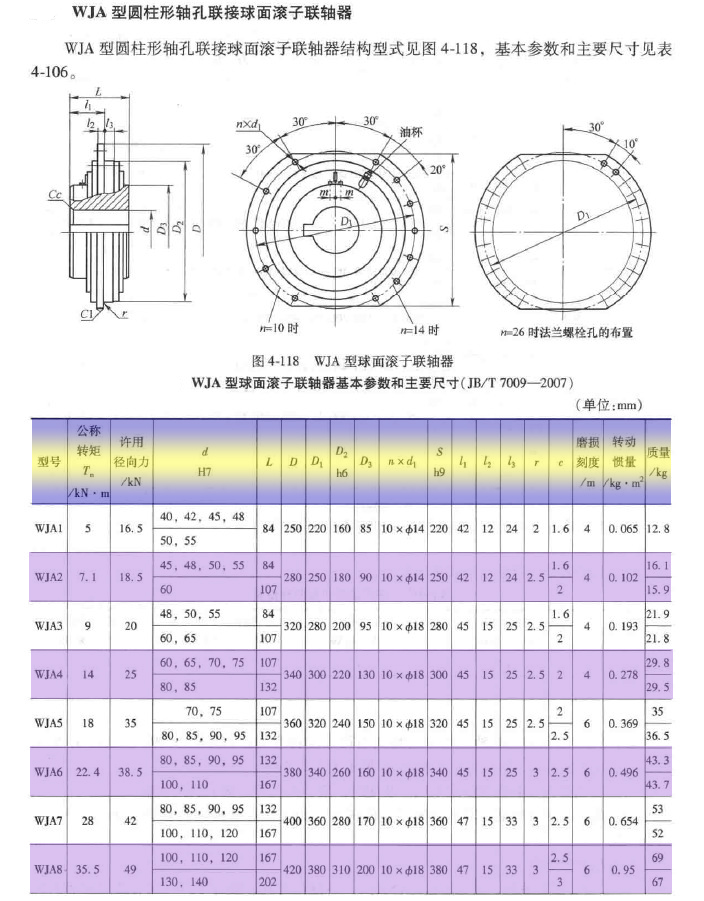 WJA 型圆柱形轴孔联接球面滚子联轴器
WJA 型圆柱形轴孔联接球面滚子联轴器结构型式见图 4-118，基本参数和主要尺寸见表
4-106。
L
l₁
l₂ l₃
Cc
d
D₃
D₂
D
C1
r
n×d₁
30°
30°
30°
油杯
20°
m m
D₁
S
n=10 时
n=14 时
30°
10°
D₁
n=26 时法兰螺栓孔的布置
图 4-118 WJA 型球面滚子联轴器
WJA 型球面滚子联轴器基本参数和主要尺寸(JB/T 7009—2007)
(单位:mm)
型号 公称转矩 Tₙ /kN·m 许用径向力 /kN d H7 L D D₁ D₂ h6 D₃ n×d₁ S h9 l₁ l₂ l₃ r c 磨损刻度 /m 转动惯量 /kg·m² 质量 /kg
WJA1 5 16.5 40, 42, 45, 48 84 250 220 160 85 10×φ14 220 42 12 24 2 1.6 4 0.065 12.8
50, 55
WJA2 7.1 18.5 45, 48, 50, 55 84 280 250 180 90 10×φ14 250 42 12 24 2.5 1.6 4 0.102 16.1
60 107 2 15.9
WJA3 9 20 48, 50, 55 84 320 280 200 95 10×φ18 280 45 15 25 2.5 1.6 4 0.193 21.9
60, 65 107 2 21.8
WJA4 14 25 60, 65, 70, 75 107 340 300 220 130 10×φ18 300 45 15 25 2.5 2 4 0.278 29.8
80, 85 132 29.5
WJA5 18 35 70, 75 107 360 320 240 150 10×φ18 320 45 15 25 2.5 2 6 0.369 35
80, 85, 90, 95 132 2.5 36.5
WJA6 22.4 38.5 80, 85, 90, 95 132 380 340 260 160 10×φ18 340 45 15 25 3 2.5 6 0.496 43.3
100, 110 167 43.7
WJA7 28 42 80, 85, 90, 95 132 400 360 280 170 10×φ18 360 47 15 33 3 2.5 6 0.654 53
100, 110, 120 167 52
WJA8 35.5 49 100, 110, 120 167 420 380 310 200 10×φ18 380 47 15 33 3 2.5 6 0.95 69
130, 140 202 3 67